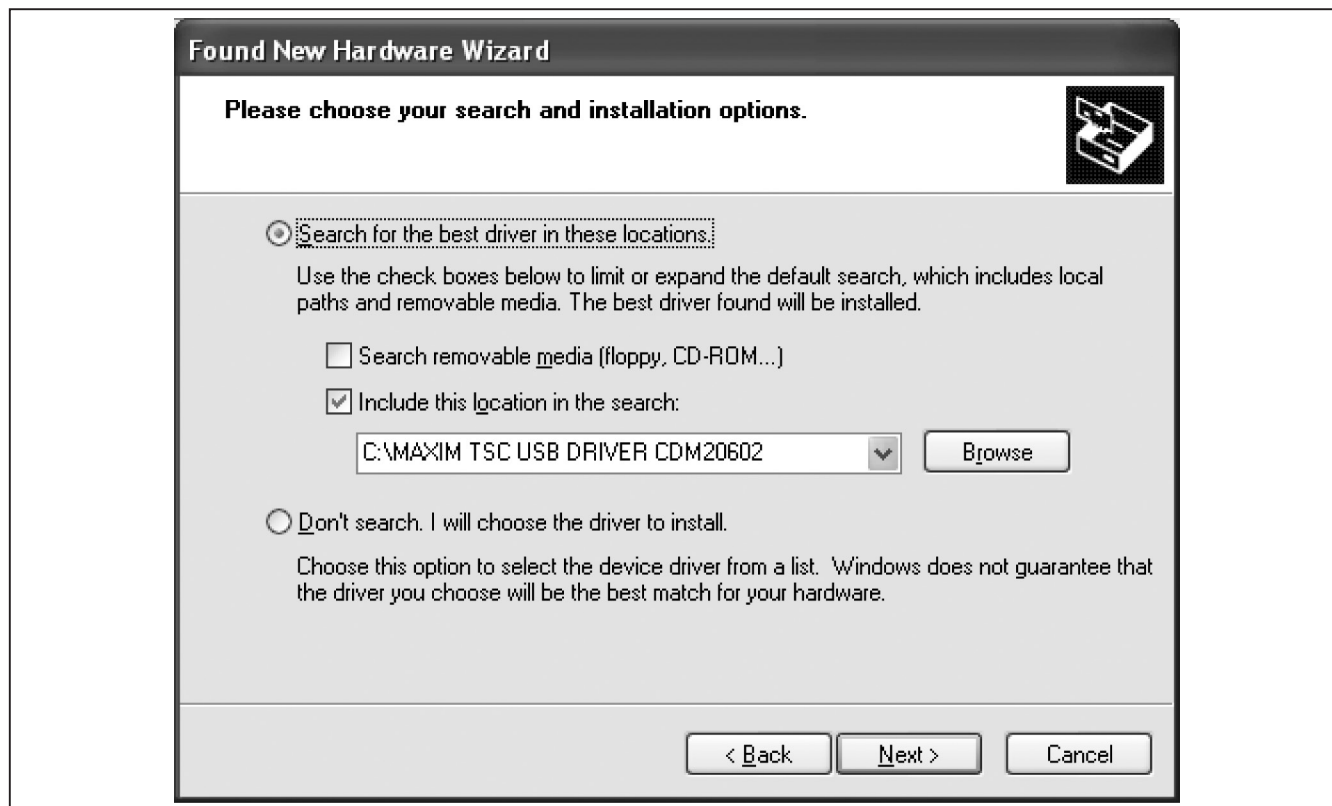 Found New Hardware Wizard
Please choose your search and installation options.
Search for the best driver in these locations.
Use the check boxes below to limit or expand the default search, which includes local
paths and removable media. The best driver found will be installed.
Search removable media (floppy, CD-ROM...)
Include this location in the search:
C:\MAXIM TSC USB DRIVER CDM20602
Browse
Don't search. I will choose the driver to install.
Choose this option to select the device driver from a list.  Windows does not guarantee that
the driver you choose will be the best match for your hardware.
< Back
Next >
Cancel